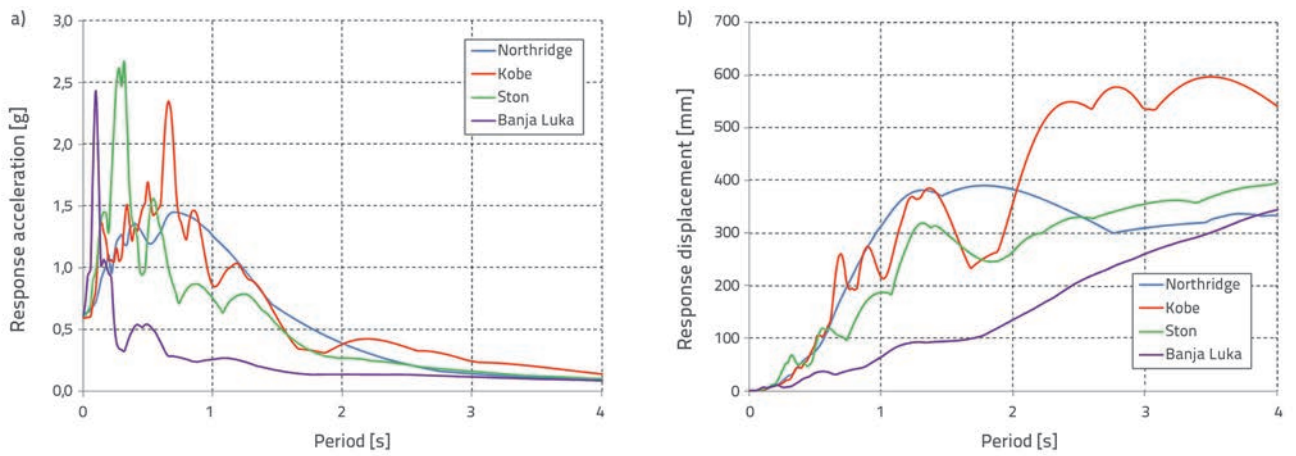 a)
3,0
2,5
2,0
1,5
1,0
0,5
0,0
Response acceleration [g]
Northridge
Kobe
Ston
Banja Luka
0 1 2 3 4
Period [s]
b)
700
600
500
400
300
200
100
0
Response displacement [mm]
Northridge
Kobe
Ston
Banja Luka
0 1 2 3 4
Period [s]